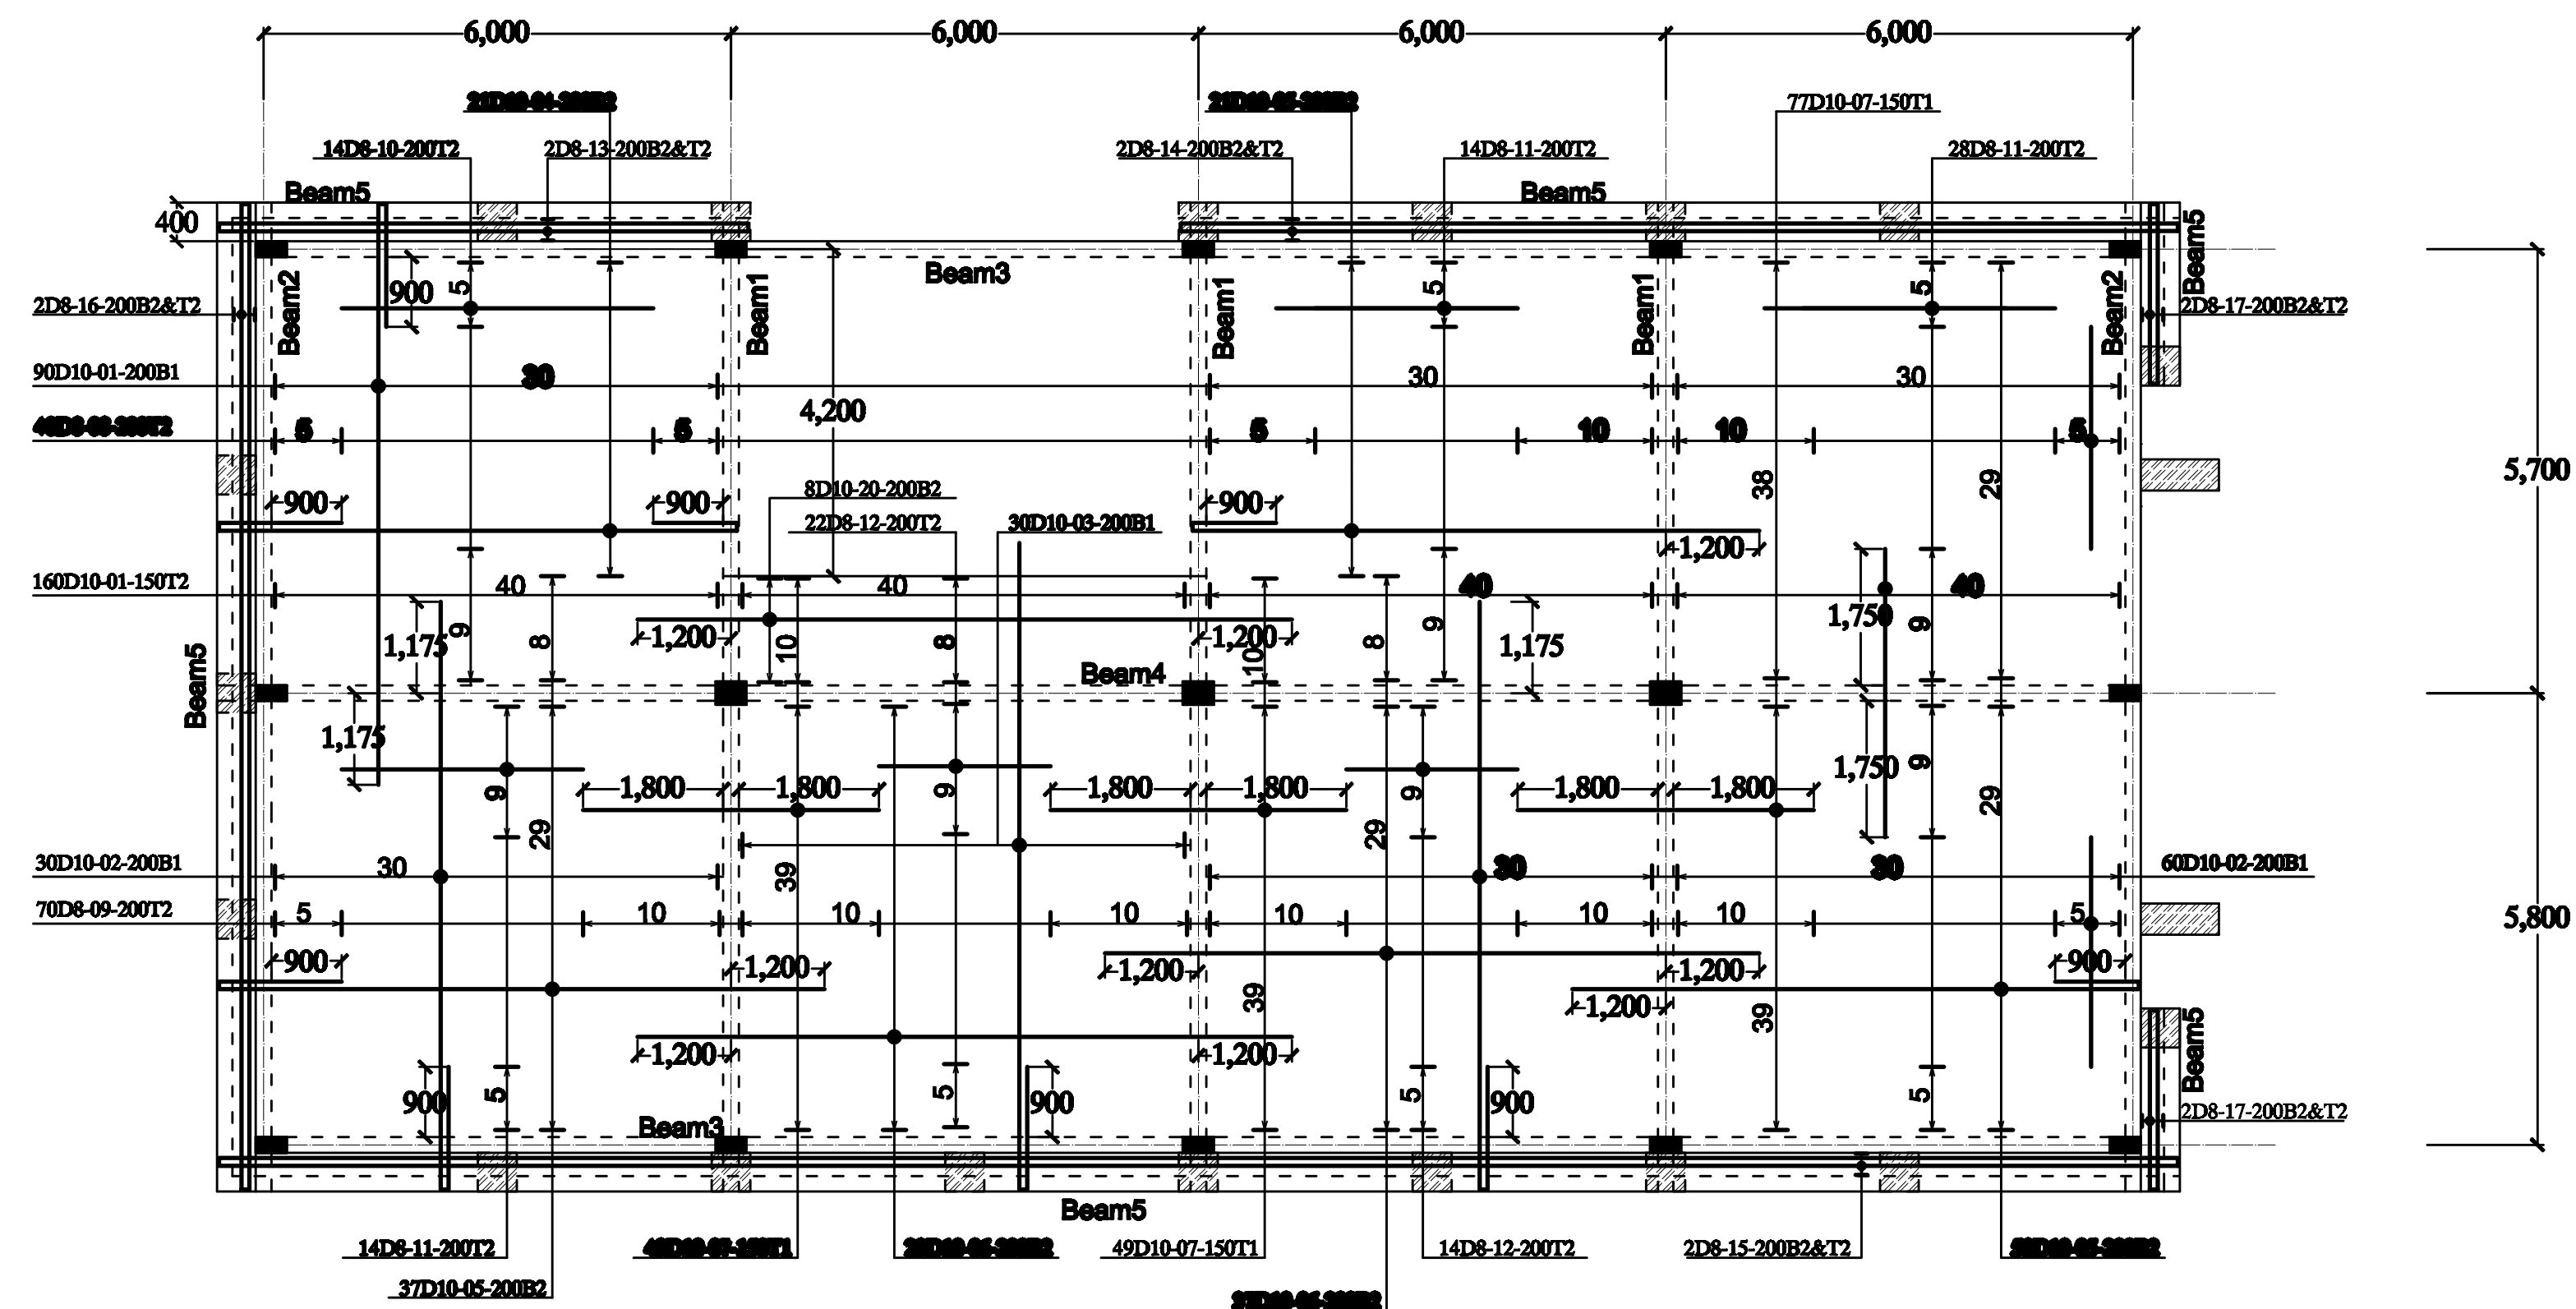 6,000 6,000 6,000 6,000
77D10-07-150T1
14D8-10-200T2 2D8-13-200B2&T2 2D8-14-200B2&T2 14D8-11-200T2 28D8-11-200T2
Beam5 Beam5
400
Beam5
Beam3
Beam2 Beam1 Beam1 Beam1 Beam2
900 5 5 5
2D8-16-200B2&T2 2D8-17-200B2&T2
90D10-01-200B1 30 30 30
4,200
5 5 5 10 10 5
38 29 5,700
8D10-20-200B2
900 900 900
22D8-12-200T2 30D10-03-200B1
1,200
160D10-01-150T2 40 40 40 40
1,750
9 8 10 8 10 8 9 9
1,175 1,200 1,200 1,175
Beam4
Beam5
1,175
9 9 9 9
1,800 1,800 1,800 1,800 1,800 1,800 1,750
29 29 29
30D10-02-200B1 30 39 30 30 60D10-02-200B1
70D8-09-200T2 5 10 10 10 10 10 10 5 5,800
900 1,200 1,200 1,200 900
39 1,200 39
1,200 1,200
Beam5
900 5 5 900 5 900 5
Beam3 2D8-17-200B2&T2
Beam5
14D8-11-200T2 49D10-07-150T1 14D8-12-200T2 2D8-15-200B2&T2
37D10-05-200B2